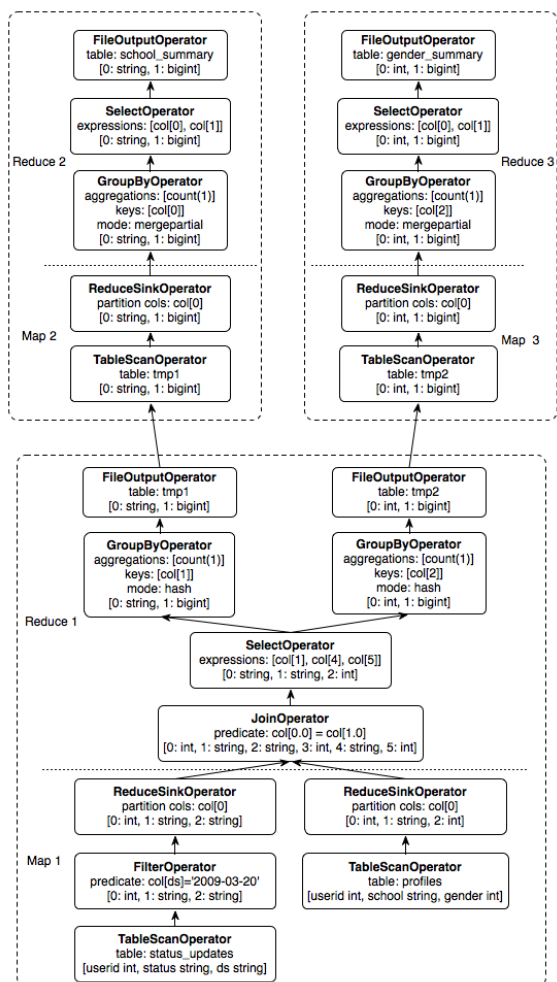 FileOutputOperator
table: school_summary
[0: string, 1: bigint]
SelectOperator
expressions: [col[0], col[1]]
[0: string, 1: bigint]
Reduce 2
GroupByOperator
aggregations: [count(1)]
keys: [col[0]]
mode: mergepartial
[0: string, 1: bigint]
ReduceSinkOperator
partition cols: col[0]
[0: string, 1: bigint]
Map 2
TableScanOperator
table: tmp1
[0: string, 1: bigint]
FileOutputOperator
table: gender_summary
[0: int, 1: bigint]
SelectOperator
expressions: [col[0], col[1]]
[0: int, 1: bigint]
Reduce 3
GroupByOperator
aggregations: [count(1)]
keys: [col[2]]
mode: mergepartial
[0: int, 1: bigint]
ReduceSinkOperator
partition cols: col[0]
[0: int, 1: bigint]
Map 3
TableScanOperator
table: tmp2
[0: int, 1: bigint]
FileOutputOperator
table: tmp1
[0: string, 1: bigint]
FileOutputOperator
table: tmp2
[0: int, 1: bigint]
GroupByOperator
aggregations: [count(1)]
keys: [col[1]]
mode: hash
[0: string, 1: bigint]
GroupByOperator
aggregations: [count(1)]
keys: [col[2]]
mode: hash
[0: int, 1: bigint]
Reduce 1
SelectOperator
expressions: [col[1], col[4], col[5]]
[0: string, 1: string, 2: int]
JoinOperator
predicate: col[0.0] = col[1.0]
[0: int, 1: string, 2: string, 3: int, 4: string, 5: int]
ReduceSinkOperator
partition cols: col[0]
[0: int, 1: string, 2: string]
ReduceSinkOperator
partition cols: col[0]
[0: int, 1: string, 2: int]
Map 1
FilterOperator
predicate: col[ds]='2009-03-20'
[0: int, 1: string, 2: string]
TableScanOperator
table: profiles
[userid int, school string, gender int]
TableScanOperator
table: status_updates
[userid int, status string, ds string]